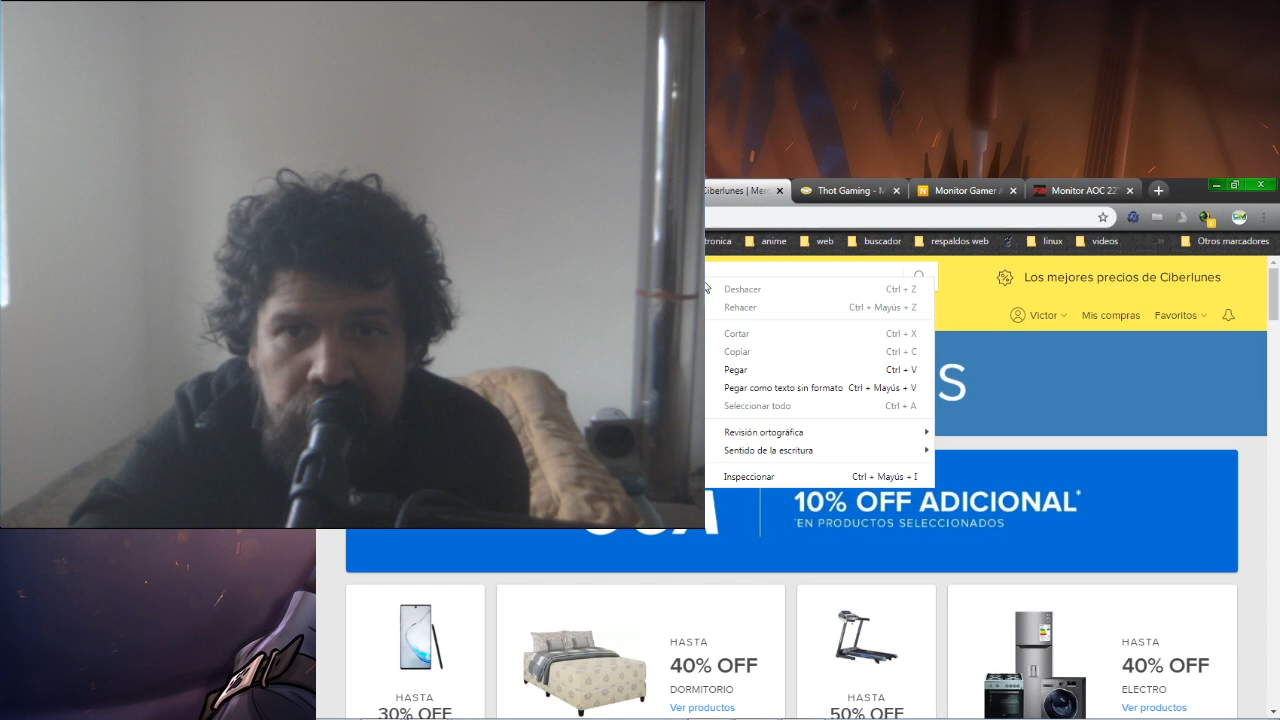 Ciberlunes | Mer
Thot Gaming - M
Monitor Gamer A
Monitor AOC 22"
tronica
anime
web
buscador
respaldos web
linux
videos
Otros marcadores
Los mejores precios de Ciberlunes
Victor
Mis compras
Favoritos
Deshacer Ctrl + Z
Rehacer Ctrl + Mayús + Z
Cortar Ctrl + X
Copiar Ctrl + C
Pegar Ctrl + V
Pegar como texto sin formato Ctrl + Mayús + V
Seleccionar todo Ctrl + A
Revisión ortográfica
Sentido de la escritura
Inspeccionar Ctrl + Mayús + I
S
10% OFF ADICIONAL*
*EN PRODUCTOS SELECCIONADOS
HASTA
30% OFF
HASTA
40% OFF
DORMITORIO
Ver productos
HASTA
50% OFF
HASTA
40% OFF
ELECTRO
Ver productos